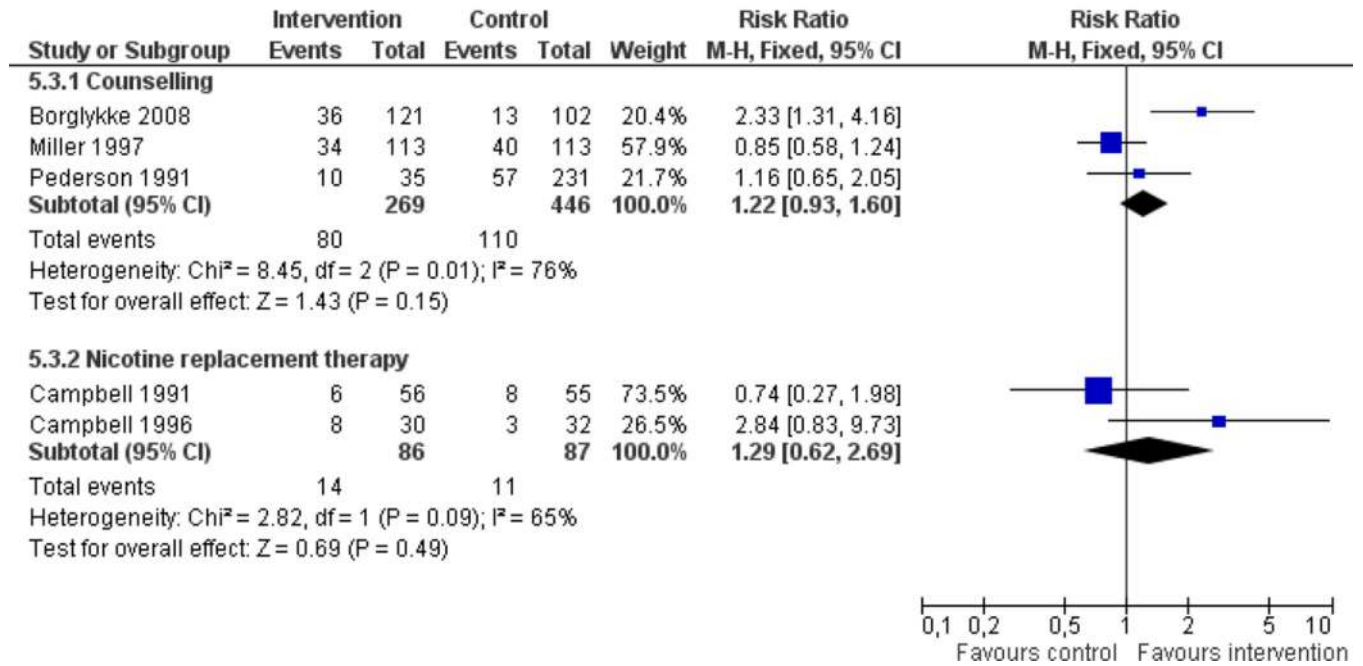 Intervention Control Risk Ratio Risk Ratio
Study or Subgroup Events Total Events Total Weight M-H, Fixed, 95% CI M-H, Fixed, 95% CI
5.3.1 Counselling
Borglykke 2008 36 121 13 102 20.4% 2.33 [1.31, 4.16]
Miller 1997 34 113 40 113 57.9% 0.85 [0.58, 1.24]
Pederson 1991 10 35 57 231 21.7% 1.16 [0.65, 2.05]
Subtotal (95% CI) 269 446 100.0% 1.22 [0.93, 1.60]
Total events 80 110
Heterogeneity: Chi² = 8.45, df = 2 (P = 0.01); I² = 76%
Test for overall effect: Z = 1.43 (P = 0.15)
5.3.2 Nicotine replacement therapy
Campbell 1991 6 56 8 55 73.5% 0.74 [0.27, 1.98]
Campbell 1996 8 30 3 32 26.5% 2.84 [0.83, 9.73]
Subtotal (95% CI) 86 87 100.0% 1.29 [0.62, 2.69]
Total events 14 11
Heterogeneity: Chi² = 2.82, df = 1 (P = 0.09); I² = 65%
Test for overall effect: Z = 0.69 (P = 0.49)
0,1 0,2 0,5 1 2 5 10
Favours control Favours intervention